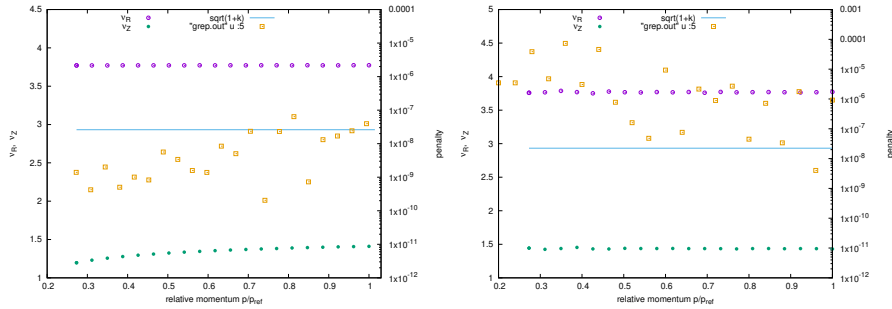 ν_R
ν_Z
sqrt(1+k)
"grep.out" u :5
4.5
4
3.5
3
2.5
2
1.5
1
0.0001
1x10^-5
1x10^-6
1x10^-7
1x10^-8
1x10^-9
1x10^-10
1x10^-11
1x10^-12
ν_R, ν_Z
penalty
0.2 0.3 0.4 0.5 0.6 0.7 0.8 0.9 1
relative momentum p/p_ref
ν_R
ν_Z
sqrt(1+k)
"grep.out" u :5
5
4.5
4
3.5
3
2.5
2
1.5
1
0.001
0.0001
1x10^-5
1x10^-6
1x10^-7
1x10^-8
1x10^-9
1x10^-10
1x10^-11
1x10^-12
ν_R, ν_Z
penalty
0.2 0.3 0.4 0.5 0.6 0.7 0.8 0.9 1
relative momentum p/p_ref